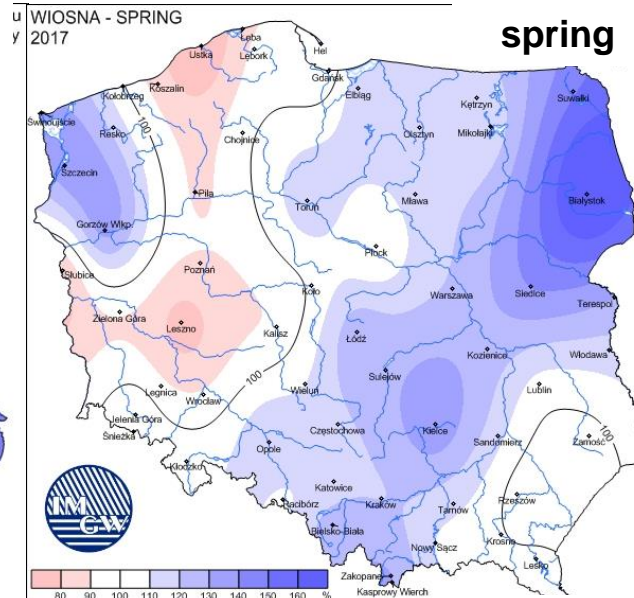 u WIOSNA - SPRING
y 2017
spring
Łeba
Ustka
Lębork
Hel
Gdańsk
Koszalin
Kołobrzeg
Elbląg
Kętrzyn
Suwałki
Świnoujście
Resko
100
Chojnice
Olsztyn
Mikołajki
Szczecin
Piła
Toruń
Mława
Białystok
Gorzów Wlkp.
Płock
Słubice
Poznań
Koło
Warszawa
Siedlce
Terespol
Zielona Góra
Leszno
Kalisz
Łódź
Kozienice
Włodawa
Sulejów
100
Legnica
Wrocław
Wieluń
Lublin
Jelenia Góra
Częstochowa
Kielce
Sandomierz
Zamość
100
Śnieżka
Opole
Kłodzko
Katowice
Racibórz
Kraków
Tarnów
Rzeszów
IM
GW
Bielsko-Biała
Nowy Sącz
Krosno
Lesko
Zakopane
Kasprowy Wierch
80 90 100 110 120 130 140 150 160 %